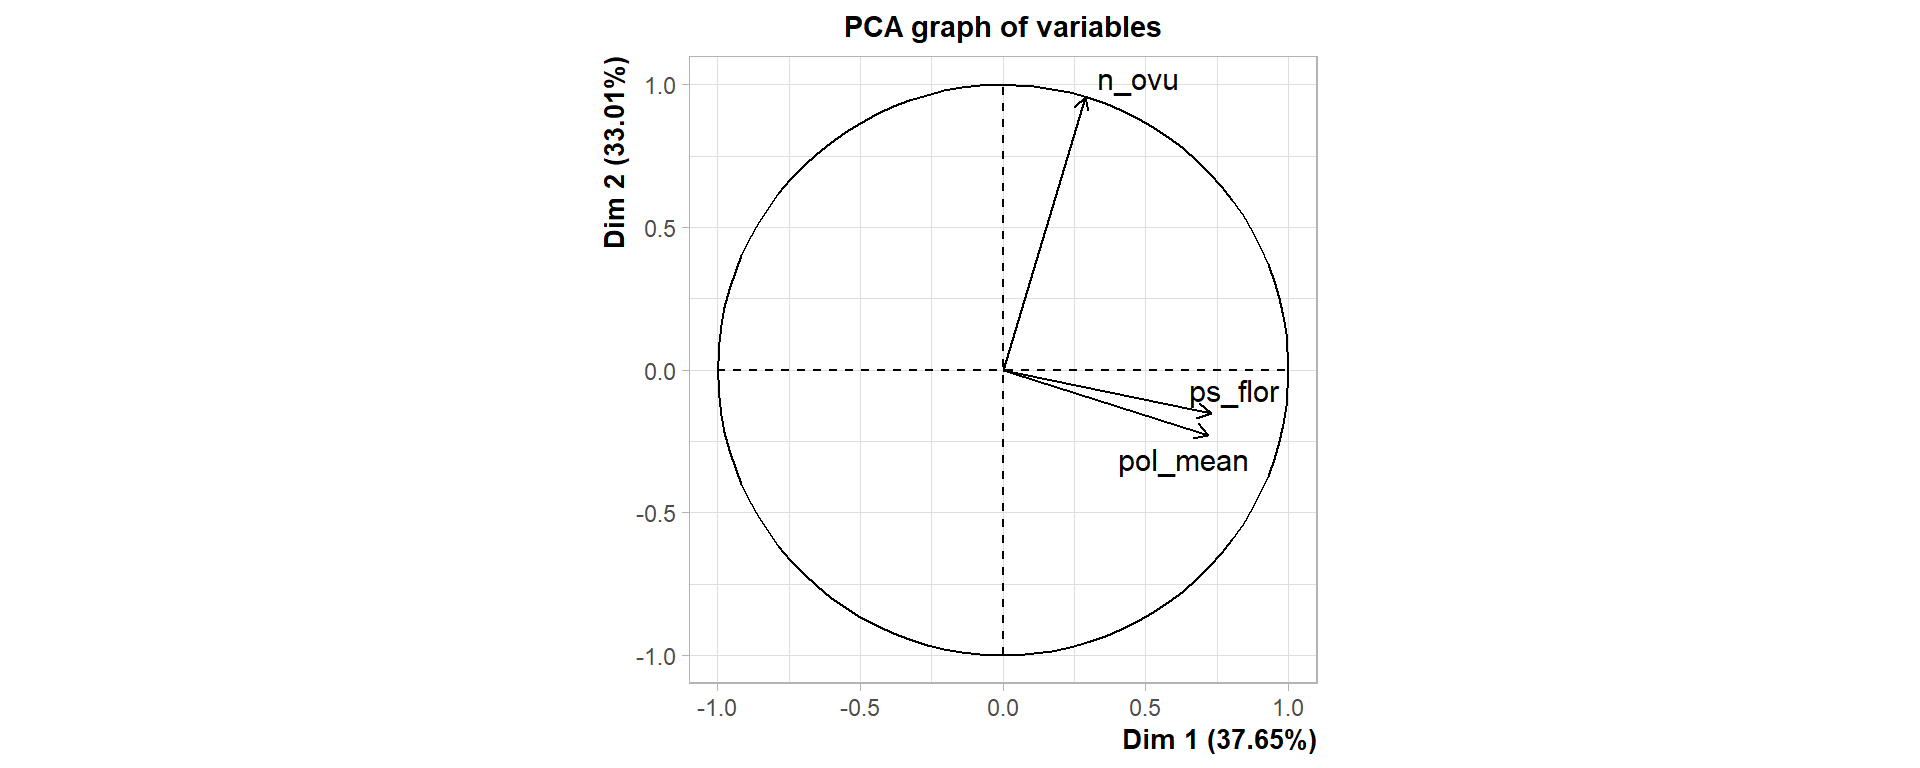 PCA graph of variables
Dim 2 (33.01%)
1.0
0.5
0.0
-0.5
-1.0
n_ovu
ps_flor
pol_mean
-1.0
-0.5
0.0
0.5
1.0
Dim 1 (37.65%)